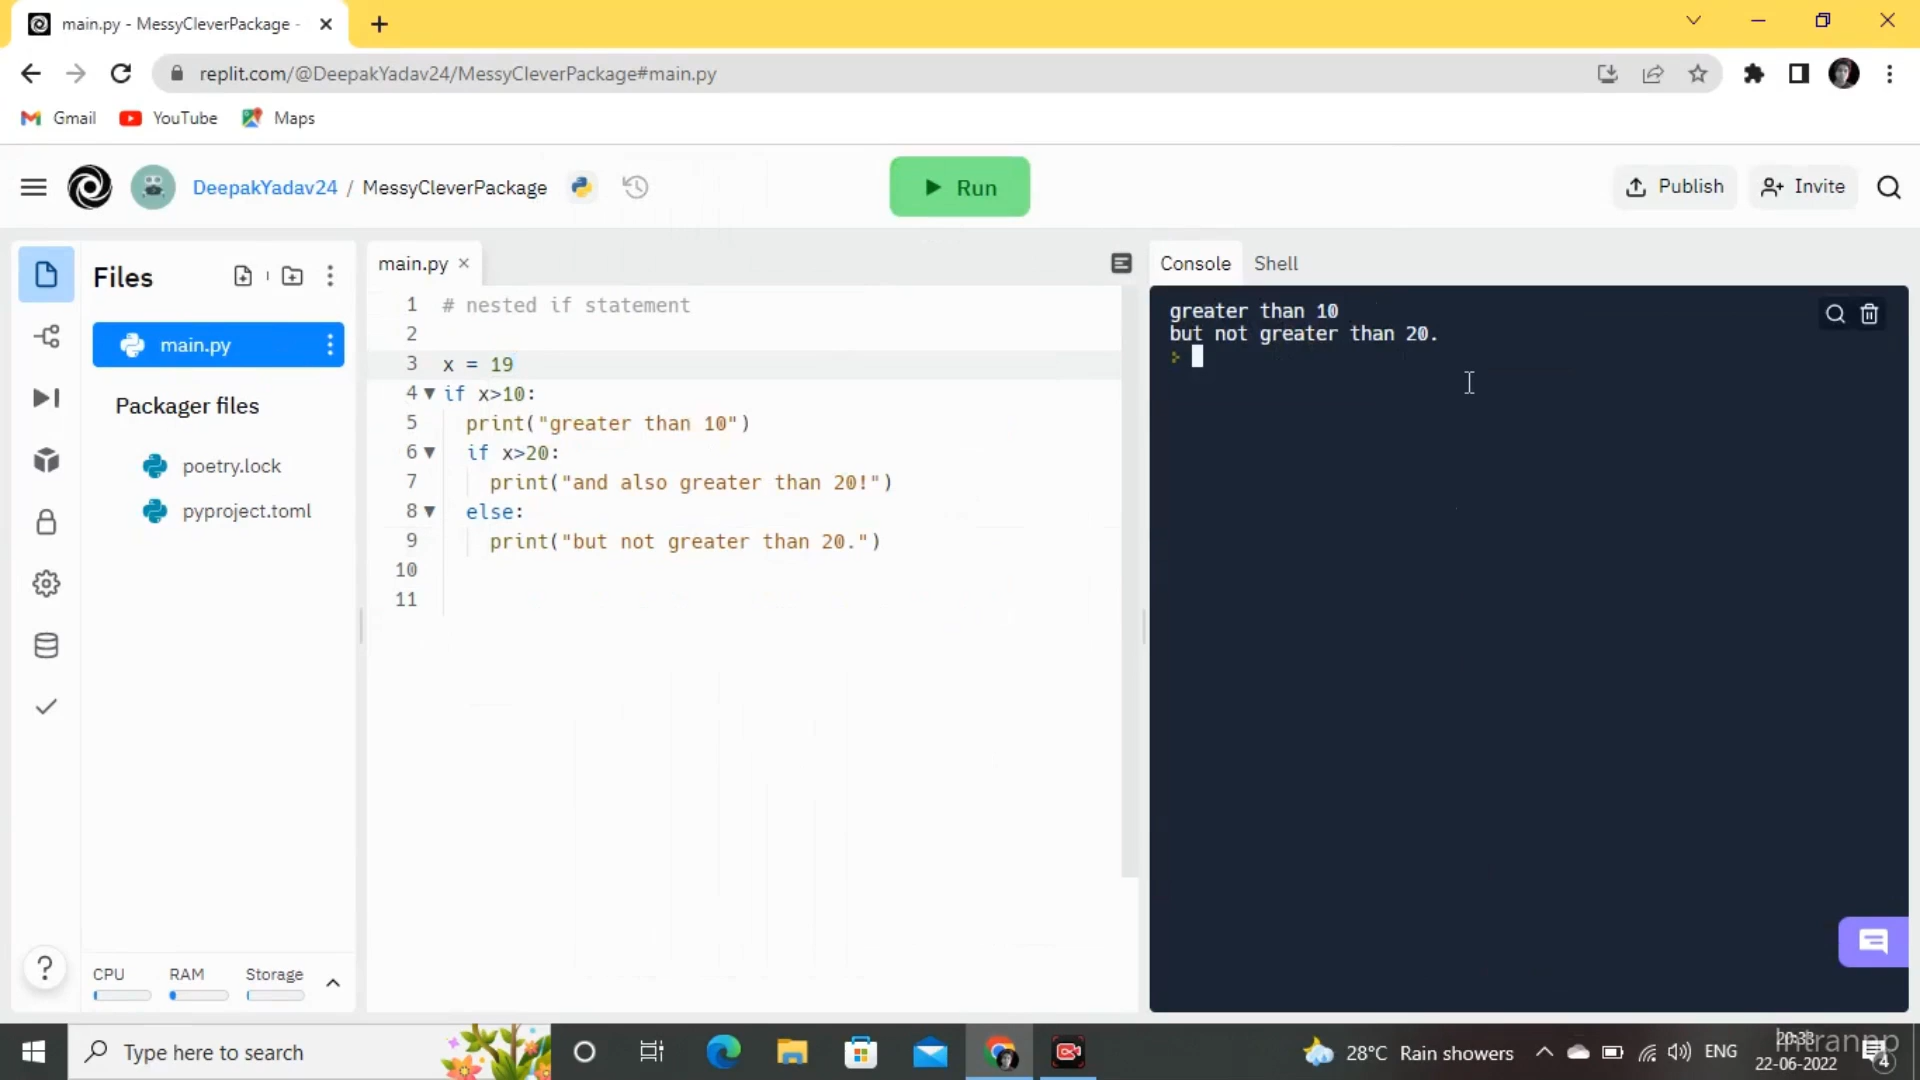 main.py - MessyCleverPackage -
replit.com/@DeepakYadav24/MessyCleverPackage#main.py
Gmail YouTube Maps
DeepakYadav24 / MessyCleverPackage Run Publish Invite
Files main.py Console Shell
1 # nested if statement
2
3 x = 19
4 if x>10:
5 print("greater than 10")
6 if x>20:
7 print("and also greater than 20!")
8 else:
9 print("but not greater than 20.")
10
11
main.py
Packager files
poetry.lock
pyproject.toml
greater than 10
but not greater than 20.
? CPU RAM Storage
Type here to search
28°C Rain showers ENG 22-06-2022 4